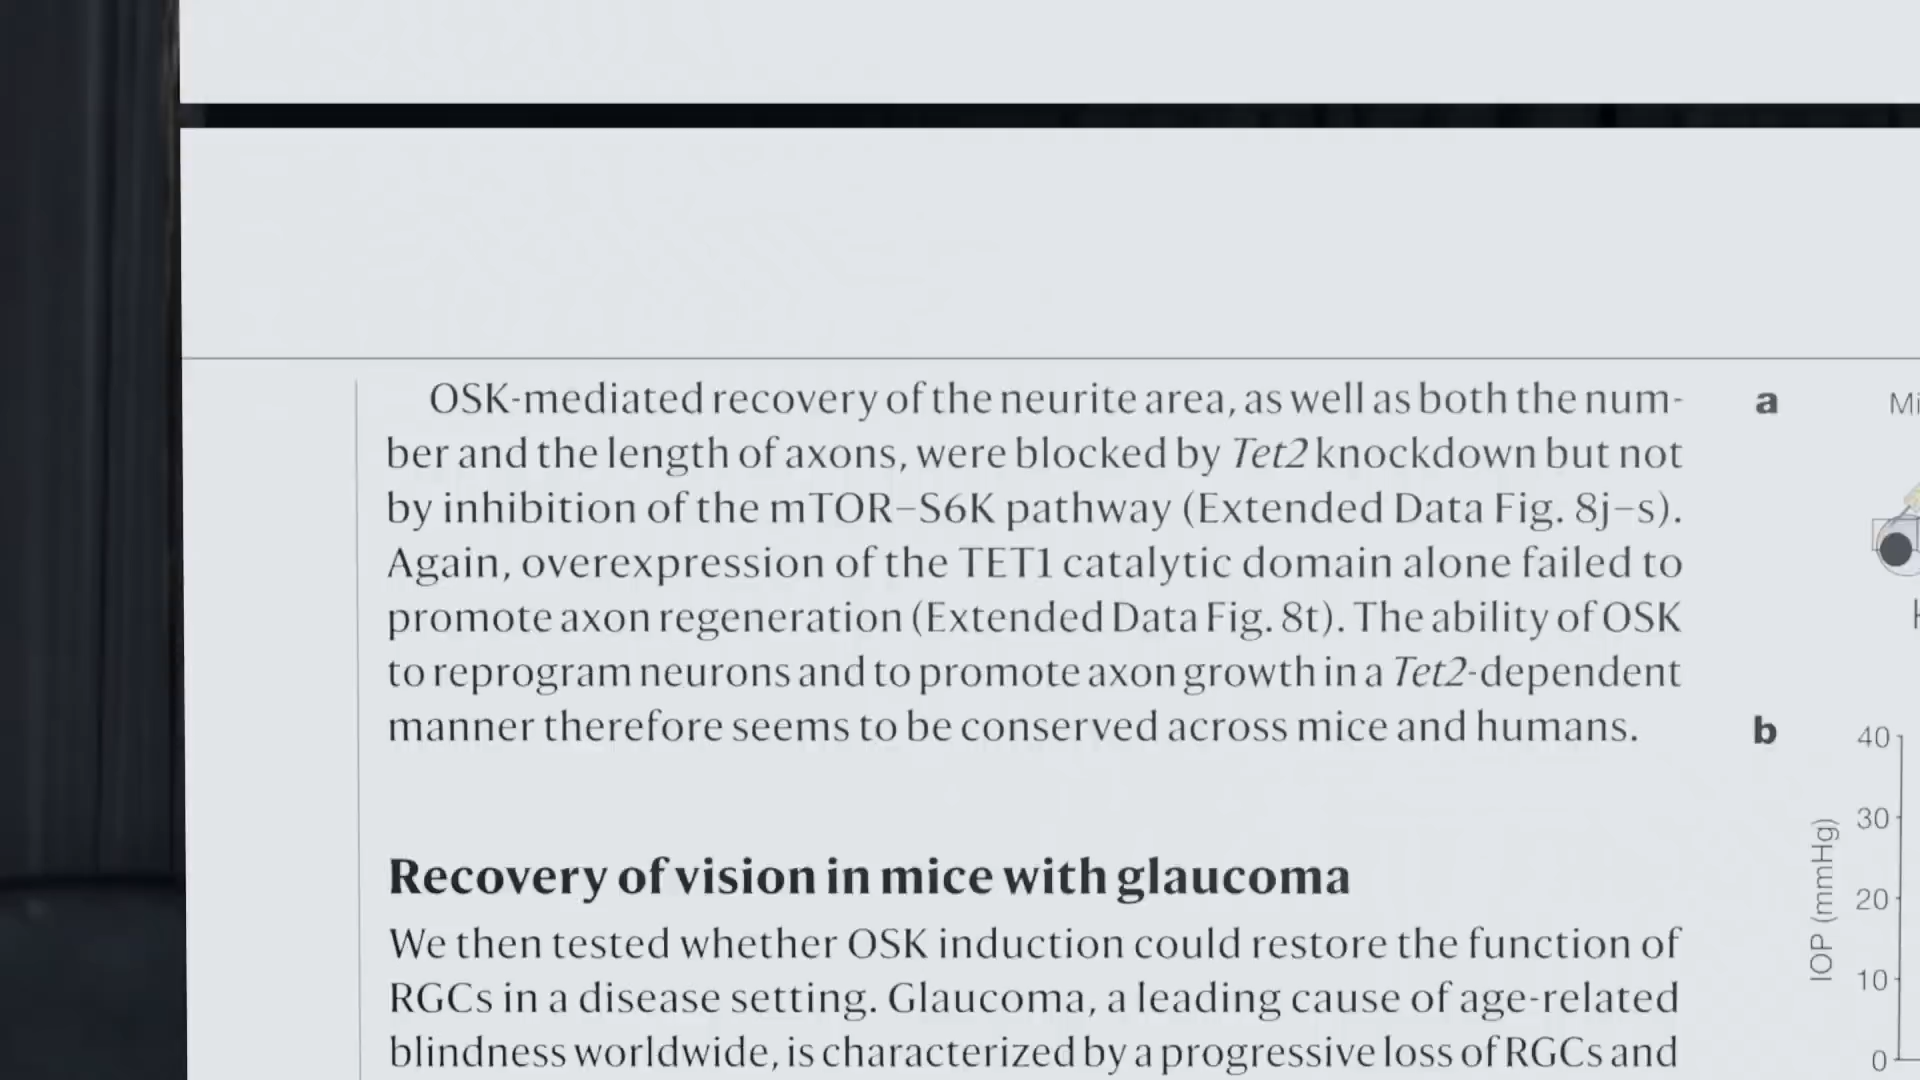 OSK-mediated recovery of the neurite area, as well as both the num-
ber and the length of axons, were blocked by Tet2 knockdown but not
by inhibition of the mTOR–S6K pathway (Extended Data Fig. 8j–s).
Again, overexpression of the TET1 catalytic domain alone failed to
promote axon regeneration (Extended Data Fig. 8t). The ability of OSK
to reprogram neurons and to promote axon growth in a Tet2-dependent
manner therefore seems to be conserved across mice and humans.
Recovery of vision in mice with glaucoma
We then tested whether OSK induction could restore the function of
RGCs in a disease setting. Glaucoma, a leading cause of age-related
blindness worldwide, is characterized by a progressive loss of RGCs and
a
Mi
b
IOP (mmHg)
40
30
20
10
0